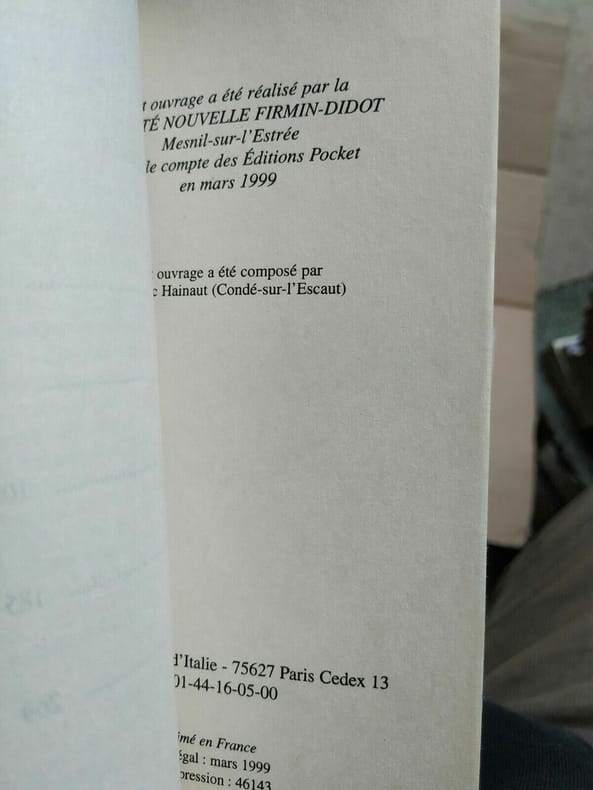 t ouvrage a été réalisé par la
TÉ NOUVELLE FIRMIN-DIDOT
Mesnil-sur-l'Estrée
le compte des Éditions Pocket
en mars 1999
ouvrage a été composé par
c Hainaut (Condé-sur-l'Escaut)
d'Italie - 75627 Paris Cedex 13
01-44-16-05-00
imé en France
égal : mars 1999
pression : 46143
185